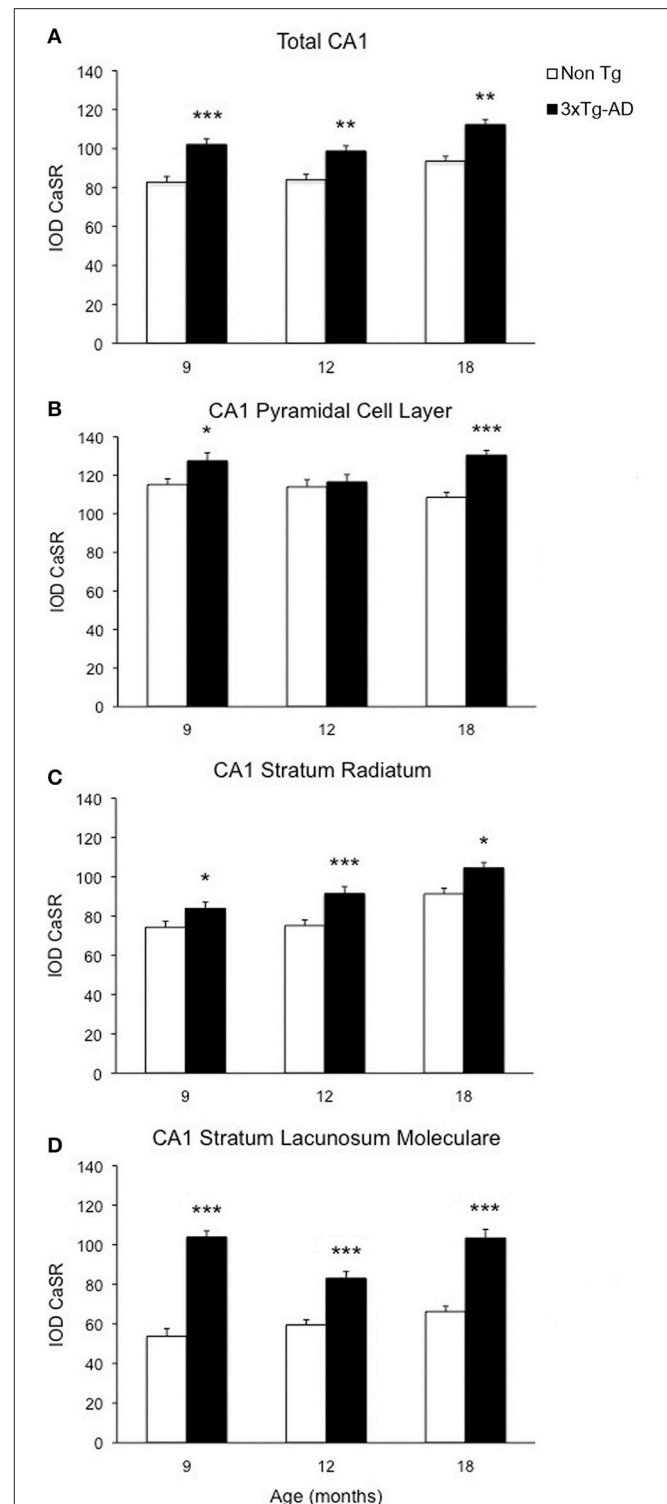 A
Total CA1
Non Tg
3xTg-AD
IOD CaSR
140
120
100
80
60
40
20
0
***
**
**
9 12 18
B
CA1 Pyramidal Cell Layer
IOD CaSR
140
120
100
80
60
40
20
0
*
***
9 12 18
C
CA1 Stratum Radiatum
IOD CaSR
140
120
100
80
60
40
20
0
*
***
*
9 12 18
D
CA1 Stratum Lacunosum Moleculare
IOD CaSR
140
120
100
80
60
40
20
0
***
***
***
9 12 18
Age (months)